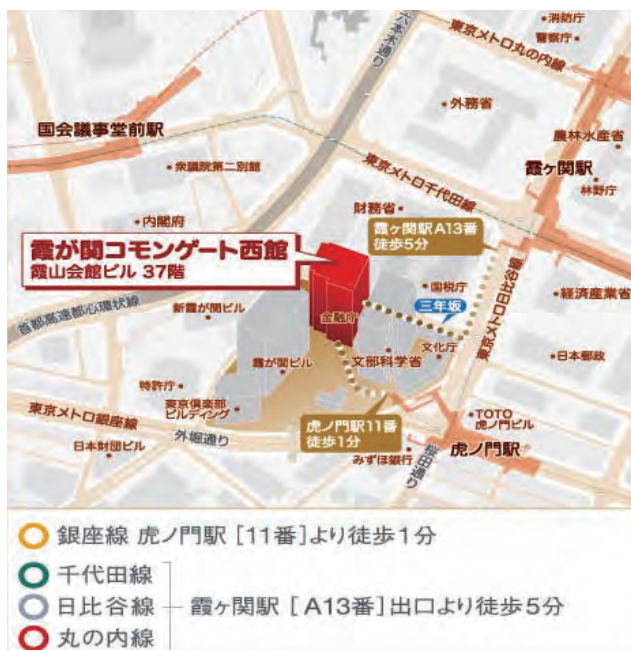 消防庁
警察庁
六本木通り
東京メトロ丸の内線
外務省
国会議事堂前駅
農林水産省
衆議院第二別館
東京メトロ千代田線
霞ヶ関駅
林野庁
財務省
内閣府
霞ヶ関駅A13番
徒歩5分
霞が関コモンゲート西館
霞山会館ビル 37階
国税庁
経済産業省
三年坂
首都高速都心環状線
新霞が関ビル
金融庁
東京メトロ日比谷線
文化庁
霞が関ビル
文部科学省
日本郵政
特許庁
東京倶楽部
ビルディング
東京メトロ銀座線
外堀通り
虎ノ門駅11番
徒歩1分
TOTO
虎ノ門ビル
日本財団ビル
みずほ銀行
桜田通り
虎ノ門駅
銀座線 虎ノ門駅 [11番]より徒歩1分
千代田線
日比谷線
霞ヶ関駅 [A13番]出口より徒歩5分
丸の内線